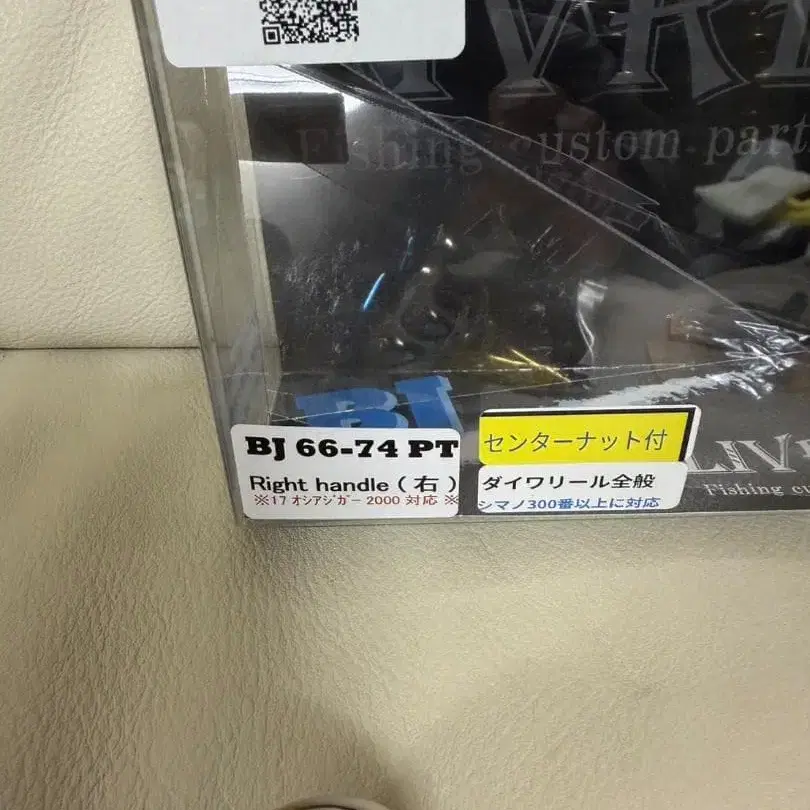 Fishing custom part
BJ
BJ 66-74 PT
Right handle ( 右 )
※17 オシアジガー 2000 対応 ※
センターナット付
ダイワリール全般
シマノ300番以上に対応
LIV
Fishing cu